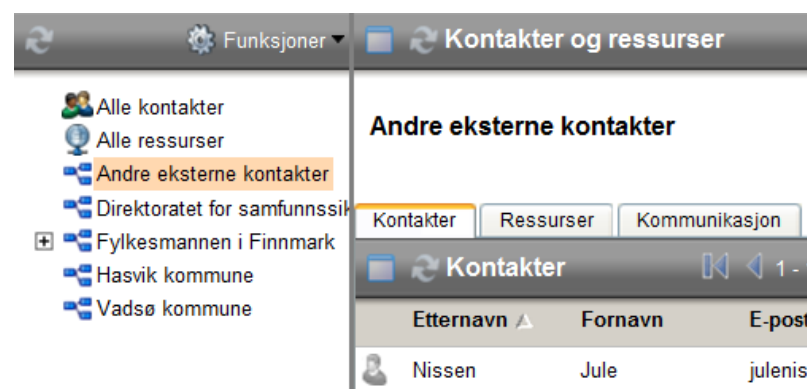 Funksjoner
Alle kontakter
Alle ressurser
Andre eksterne kontakter
Direktoratet for samfunnssik
Fylkesmannen i Finnmark
Hasvik kommune
Vadsø kommune
Kontakter og ressurser
Andre eksterne kontakter
Kontakter Ressurser Kommunikasjon
Kontakter 1 -
Etternavn Fornavn E-post
Nissen Jule julenis